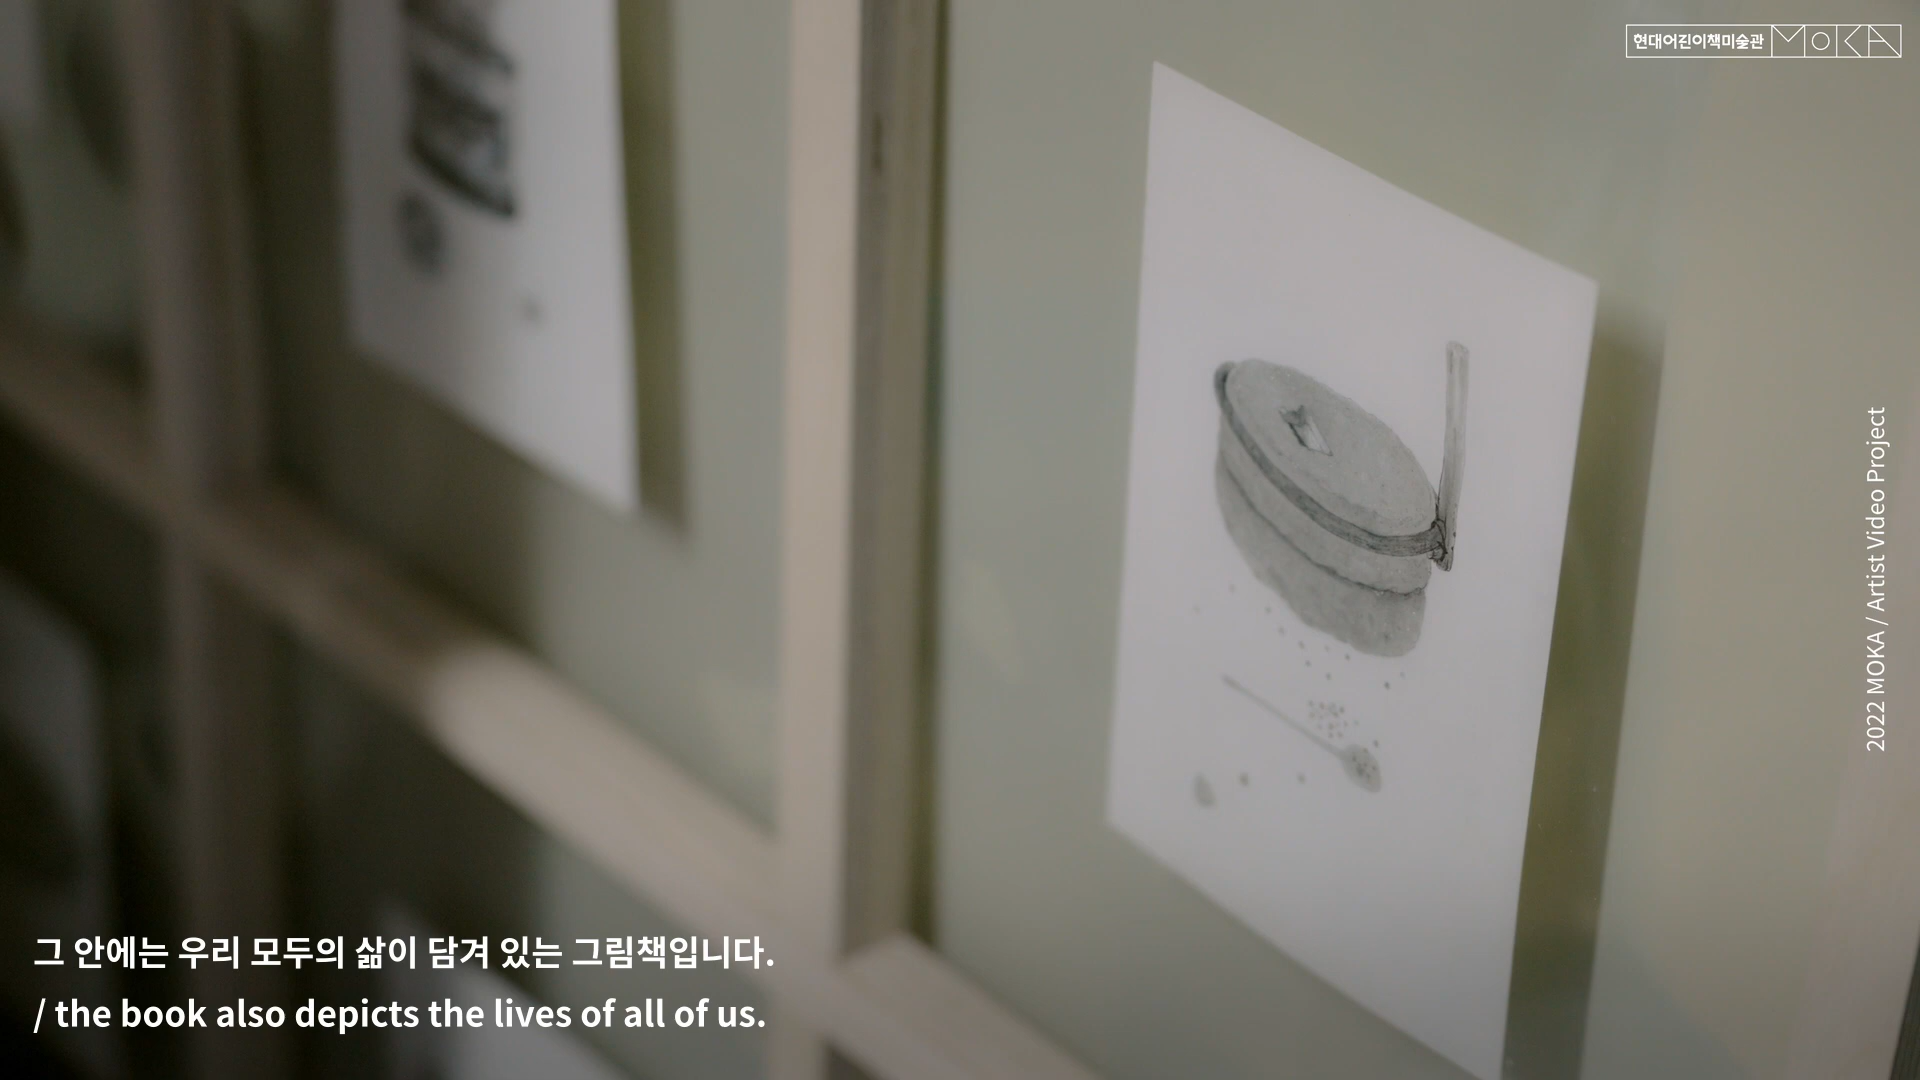 현대어린이책미술관 MOKA
2022 MOKA / Artist Video Project
그 안에는 우리 모두의 삶이 담겨 있는 그림책입니다.
/ the book also depicts the lives of all of us.